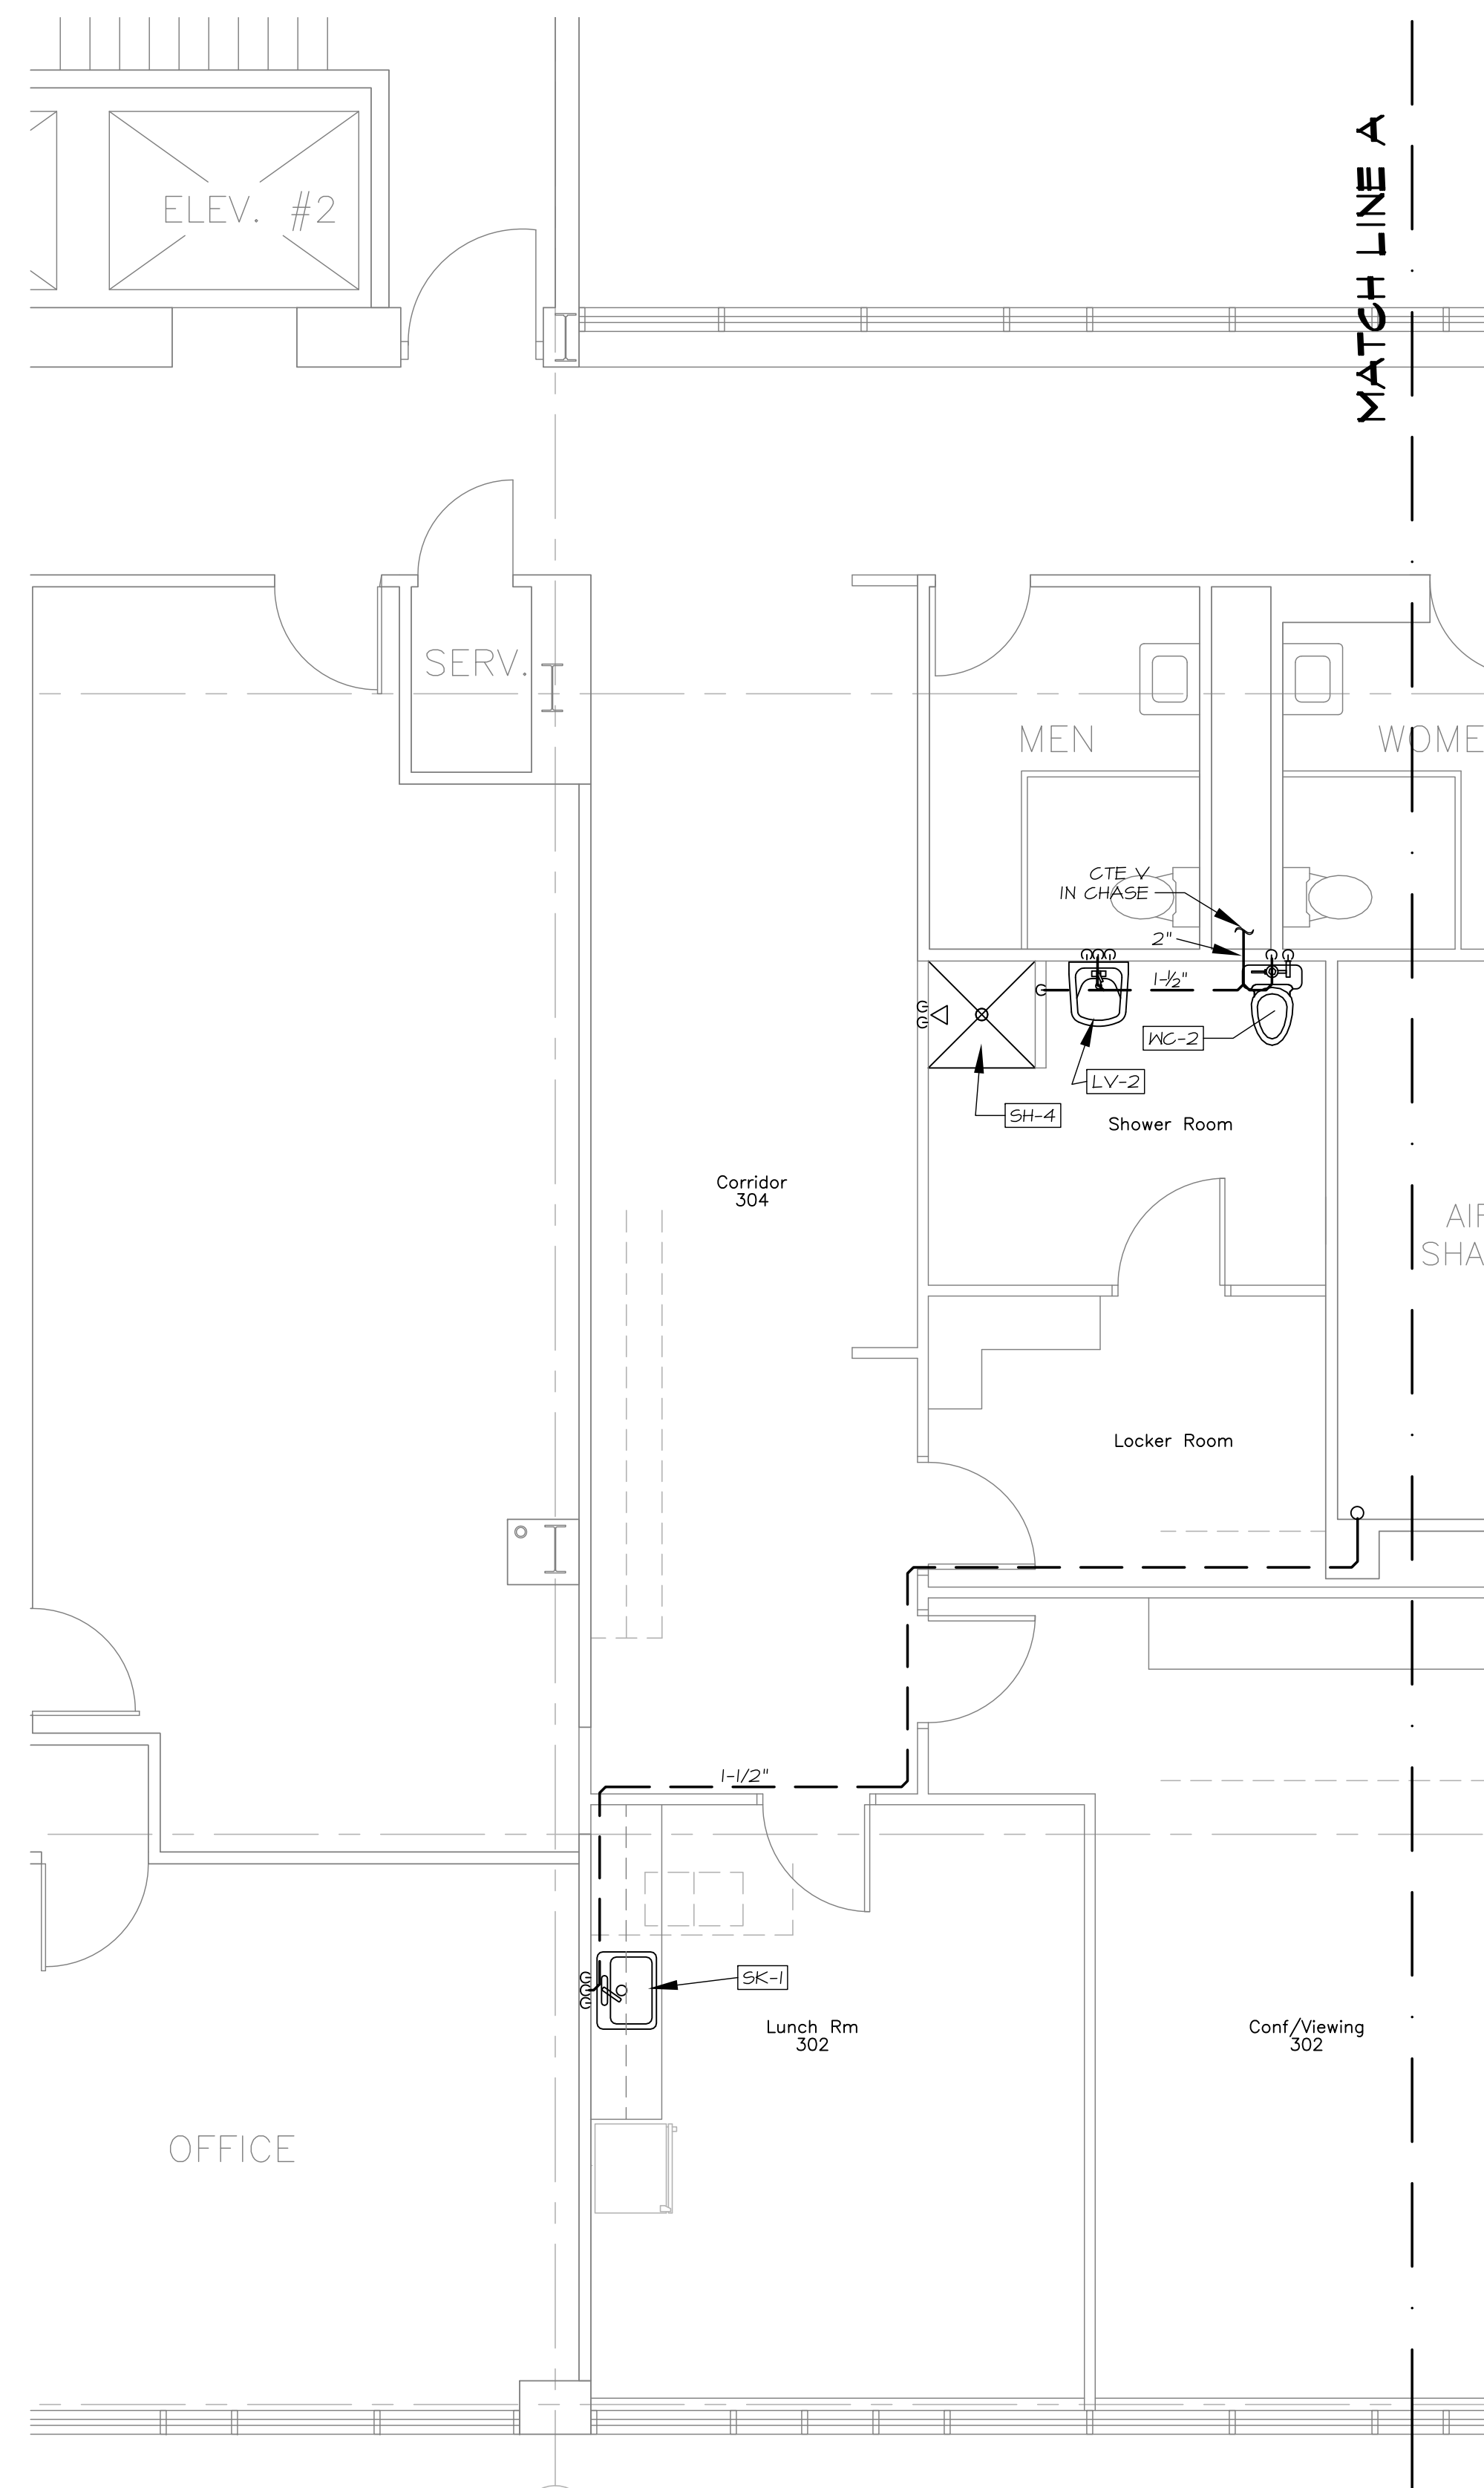 MATCH LINE A
ELEV. #2
SERV.
MEN
WOME
CTE V
IN CHASE
2"
1-½"
WC-2
LV-2
SH-4
Shower Room
Corridor
304
AIR
SHA
Locker Room
1-1/2"
SK-1
Lunch Rm
302
Conf/Viewing
302
OFFICE